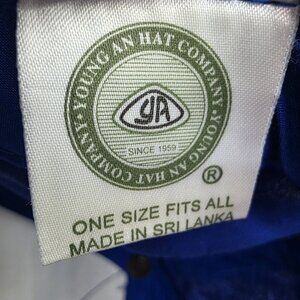 YOUNG AN HAT COMPANY · YOUNG AN HAT COMPANY ·
YA
SINCE 1959
®
ONE SIZE FITS ALL
MADE IN SRI LANKA